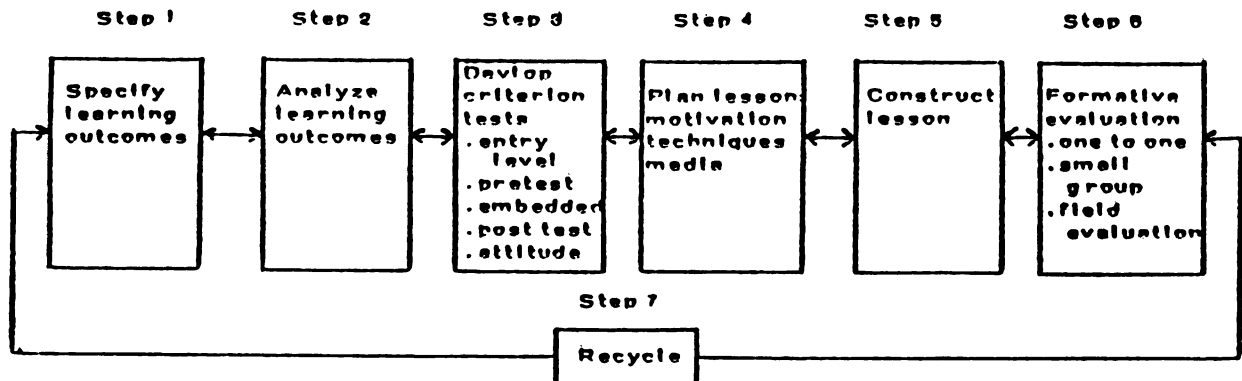 Step 1
Step 2
Step 3
Step 4
Step 5
Step 6
Specify
learning
outcomes
Analyze
learning
outcomes
Devlop
criterion
tests
.entry
level
.pretest
.embedded
.post test
.attitude
Plan lesson:
motivation
techniques
media
Construct
lesson
Formative
evaluation
.one to one
.small
group
.field
evaluation
Step 7
Recycle